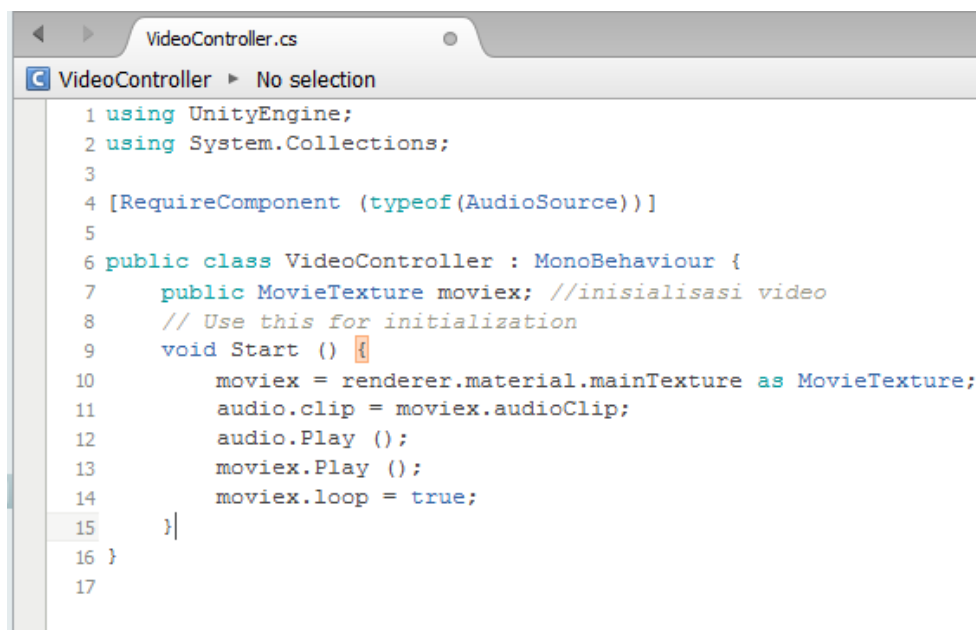 VideoController.cs
VideoController ▸ No selection
1 using UnityEngine;
2 using System.Collections;
3
4 [RequireComponent (typeof(AudioSource))]
5
6 public class VideoController : MonoBehaviour {
7     public MovieTexture moviex; //inisialisasi video
8     // Use this for initialization
9     void Start () {
10         moviex = renderer.material.mainTexture as MovieTexture;
11         audio.clip = moviex.audioClip;
12         audio.Play ();
13         moviex.Play ();
14         moviex.loop = true;
15     }
16 }
17